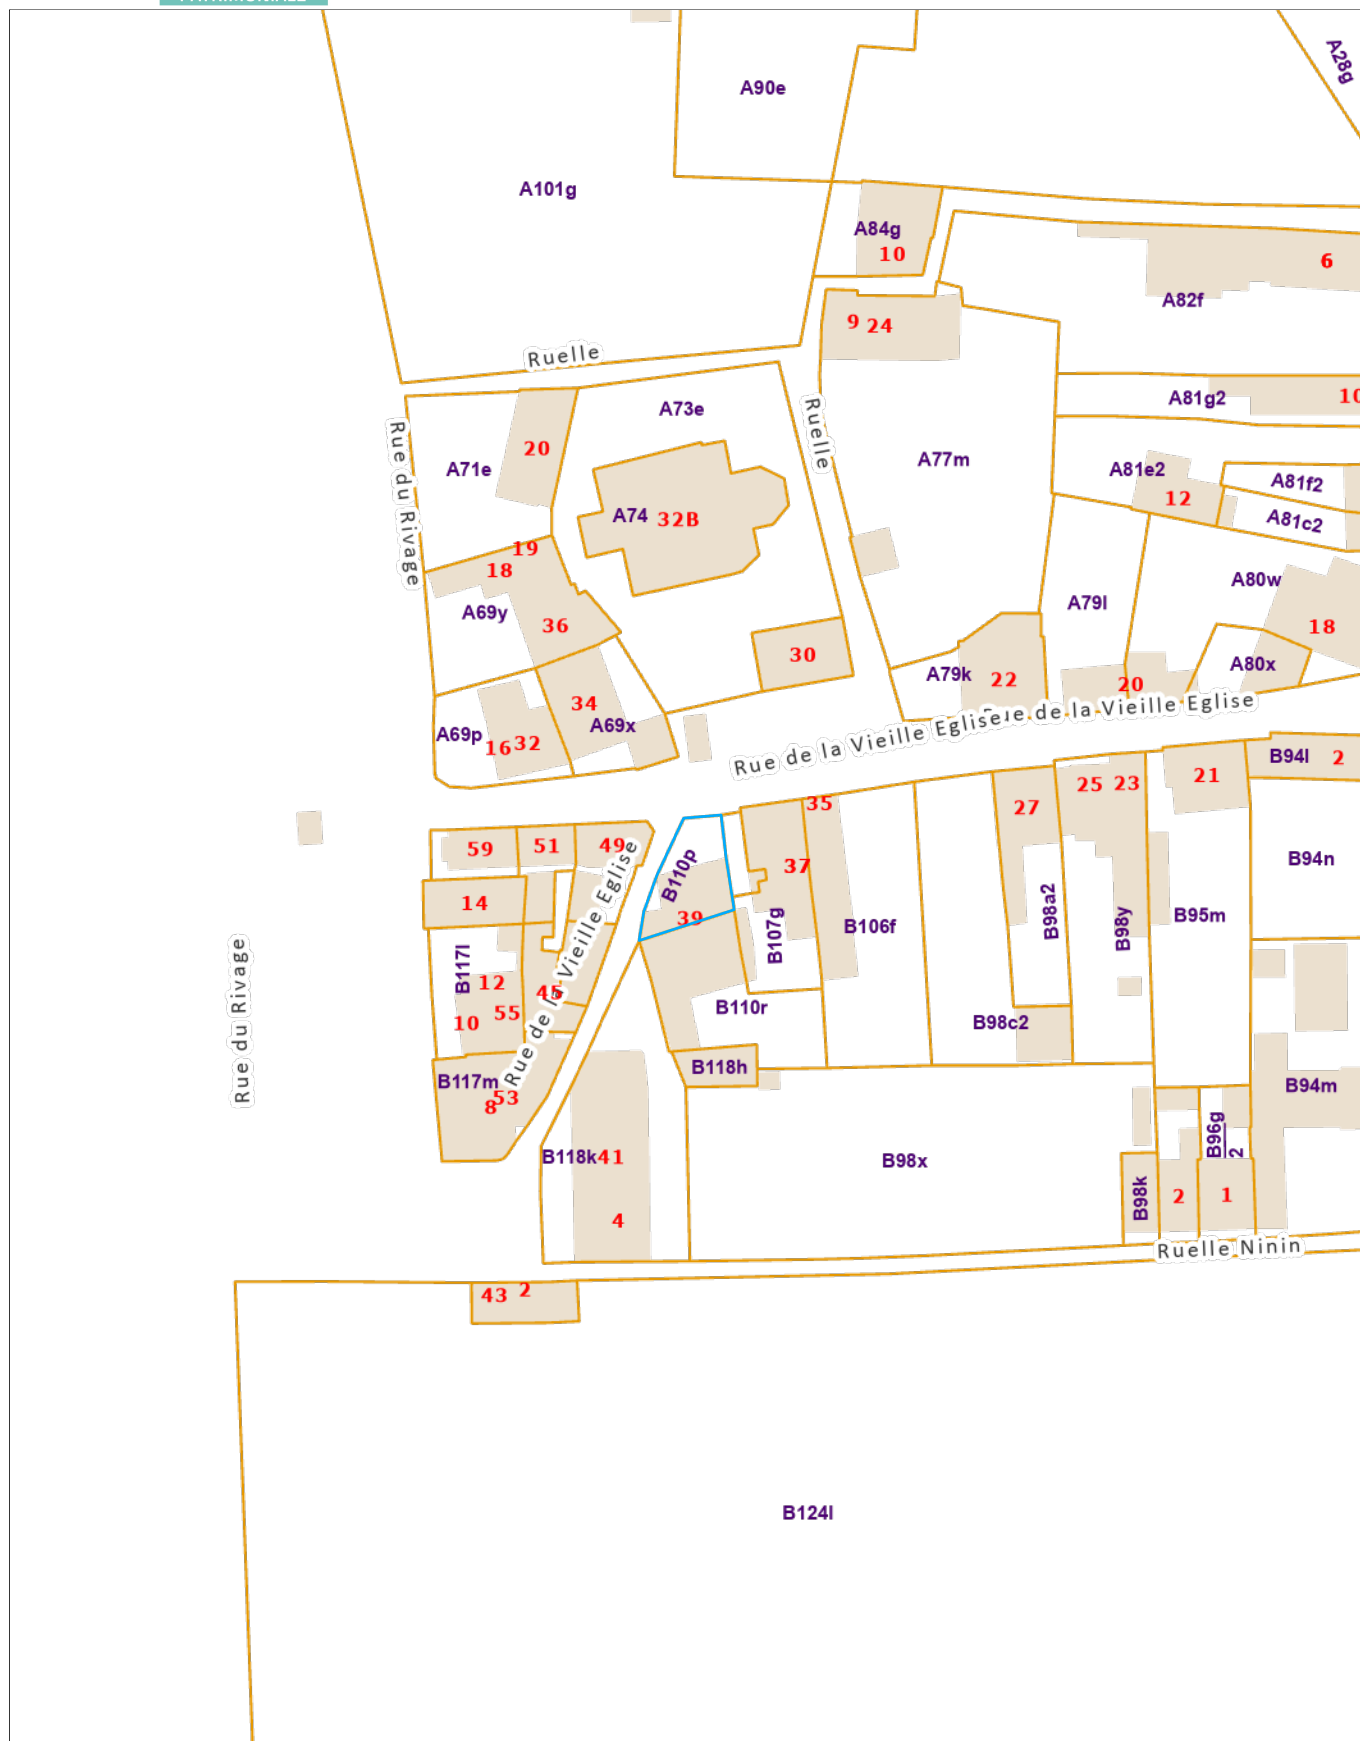 A28g
A90e
A101g
A84g
10
6
A82f
9 24
Ruelle
A81g2
10
A73e
Ruelle
Rue du Rivage
20
A71e
A77m
A81e2
12
A81f2
A81c2
A74
32B
19
18
A69y
36
A79l
A80w
18
30
A80x
A79k
22
20
34
A69x
A69p
16 32
Rue de la Vieille Eglise
Rue de la Vieille Eglise
21
B94l
2
25 23
27
35
59
51
49
B110p
37
B94n
14
39
B107g
B106f
B98a2
B98y
B95m
Rue de la Vieille Eglise
Rue du Rivage
B117l
12
45
10
55
B110r
B98c2
B118h
B117m
53
8
B94m
B96g
2
B118k
41
B98x
B98k
2
1
4
Ruelle Ninin
43 2
B124l